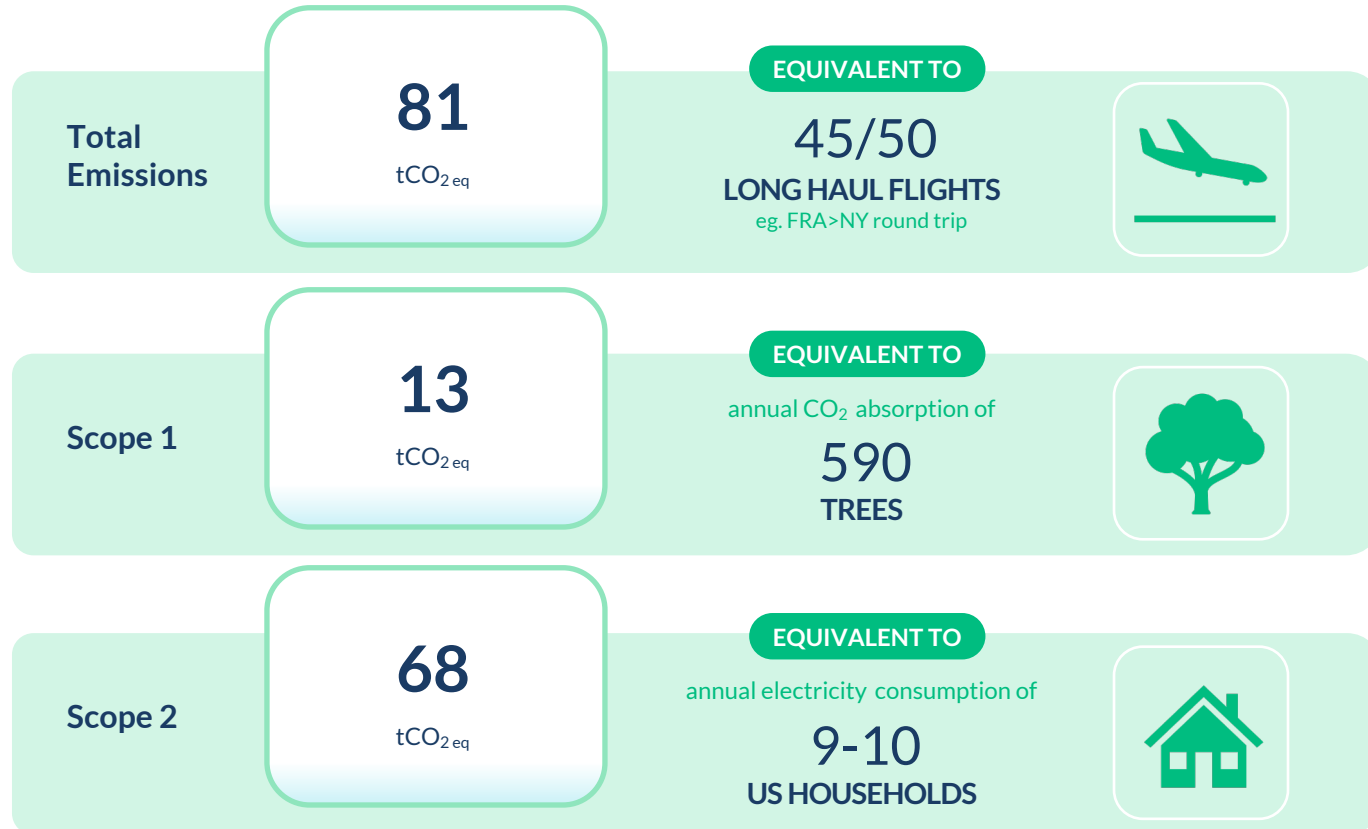 Total
Emissions
81
tCO₂ eq
EQUIVALENT TO
45/50
LONG HAUL FLIGHTS
eg. FRA>NY round trip
Scope 1
13
tCO₂ eq
EQUIVALENT TO
annual CO₂ absorption of
590
TREES
Scope 2
68
tCO₂ eq
EQUIVALENT TO
annual electricity consumption of
9-10
US HOUSEHOLDS